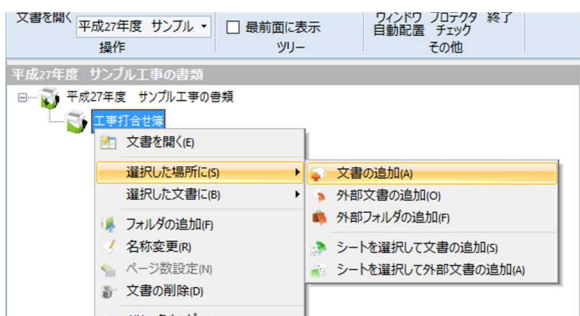 文書を開く 平成27年度 サンプル 最前面に表示 ウィンドウ自動配置 プロテクタチェック 終了
操作 ツリー その他
平成27年度 サンプル工事の書類
平成27年度 サンプル工事の書類
工事打合せ簿
文書を開く(E)
選択した場所に(S)
選択した文書に(B)
フォルダの追加(F)
名称変更(R)
ページ数設定(N)
文書の削除(D)
文書の追加(A)
外部文書の追加(O)
外部フォルダの追加(F)
シートを選択して文書の追加(S)
シートを選択して外部文書の追加(A)